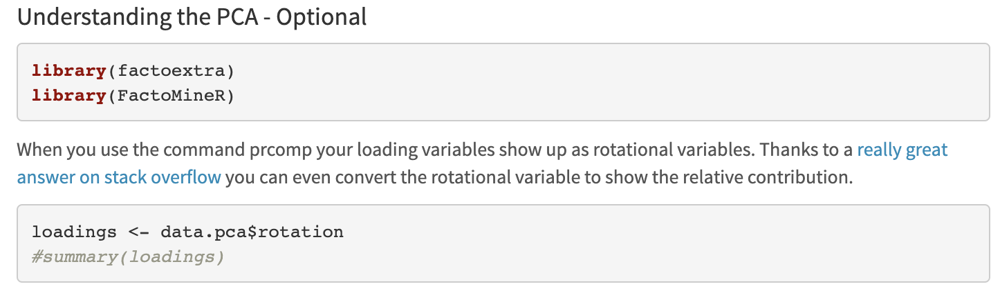 Understanding the PCA - Optional
library(factoextra)
library(FactoMineR)
When you use the command prcomp your loading variables show up as rotational variables. Thanks to a really great
answer on stack overflow you can even convert the rotational variable to show the relative contribution.
loadings <- data.pca$rotation
#summary(loadings)